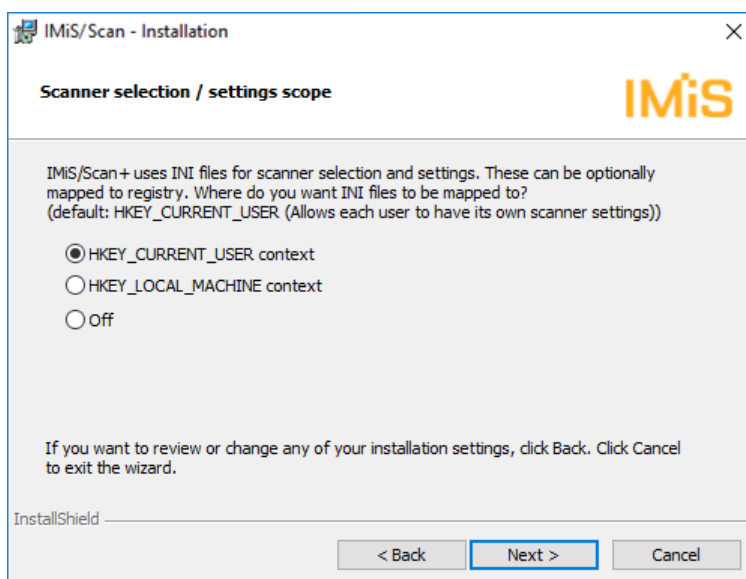 IMiS/Scan - Installation
Scanner selection / settings scope
IMiS
IMiS/Scan+ uses INI files for scanner selection and settings. These can be optionally
mapped to registry. Where do you want INI files to be mapped to?
(default: HKEY_CURRENT_USER (Allows each user to have its own scanner settings))
HKEY_CURRENT_USER context
HKEY_LOCAL_MACHINE context
Off
If you want to review or change any of your installation settings, click Back. Click Cancel
to exit the wizard.
InstallShield
< Back Next > Cancel